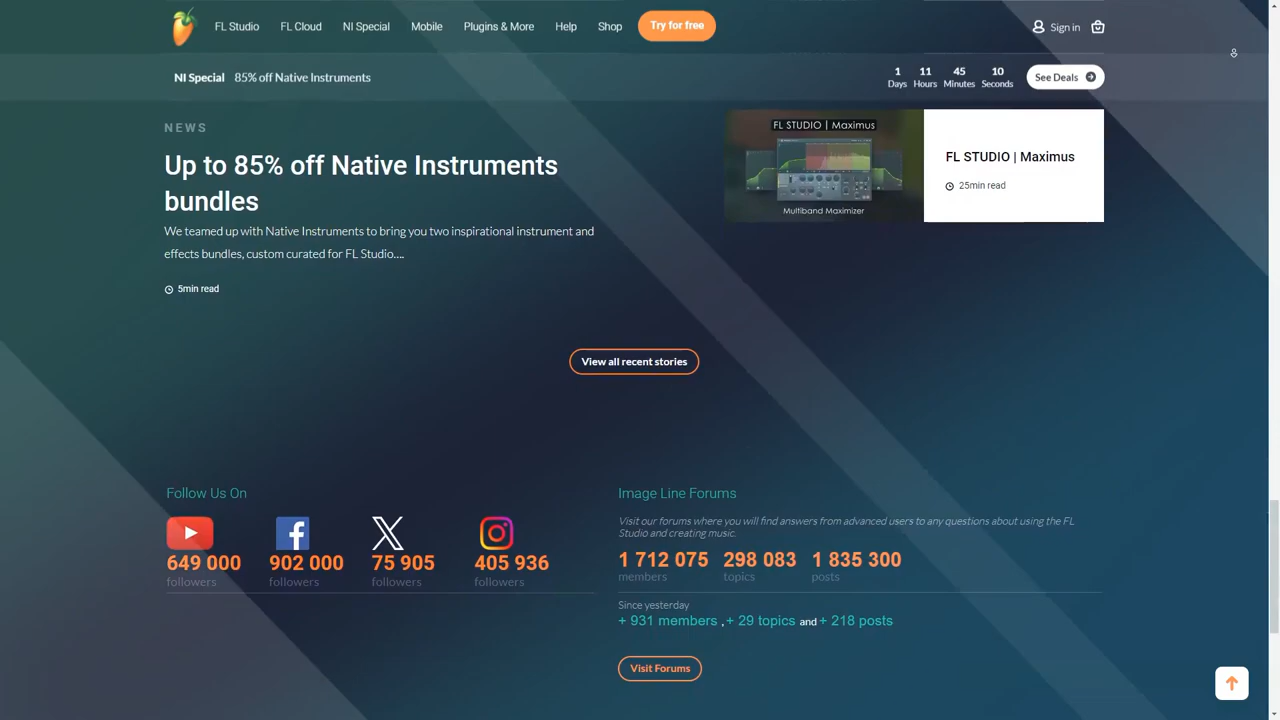 FL Studio FL Cloud NI Special Mobile Plugins & More Help Shop Try for free Sign in
NI Special 85% off Native Instruments 1 Days 11 Hours 45 Minutes 10 Seconds See Deals
NEWS
Up to 85% off Native Instruments
bundles
We teamed up with Native Instruments to bring you two inspirational instrument and
effects bundles, custom curated for FL Studio....
5min read
FL STUDIO | Maximus
Multiband Maximizer
FL STUDIO | Maximus
25min read
View all recent stories
Follow Us On
649 000 902 000 75 905 405 936
followers followers followers followers
Image Line Forums
Visit our forums where you will find answers from advanced users to any questions about using the FL
Studio and creating music.
1 712 075 298 083 1 835 300
members topics posts
Since yesterday
+ 931 members , + 29 topics and + 218 posts
Visit Forums